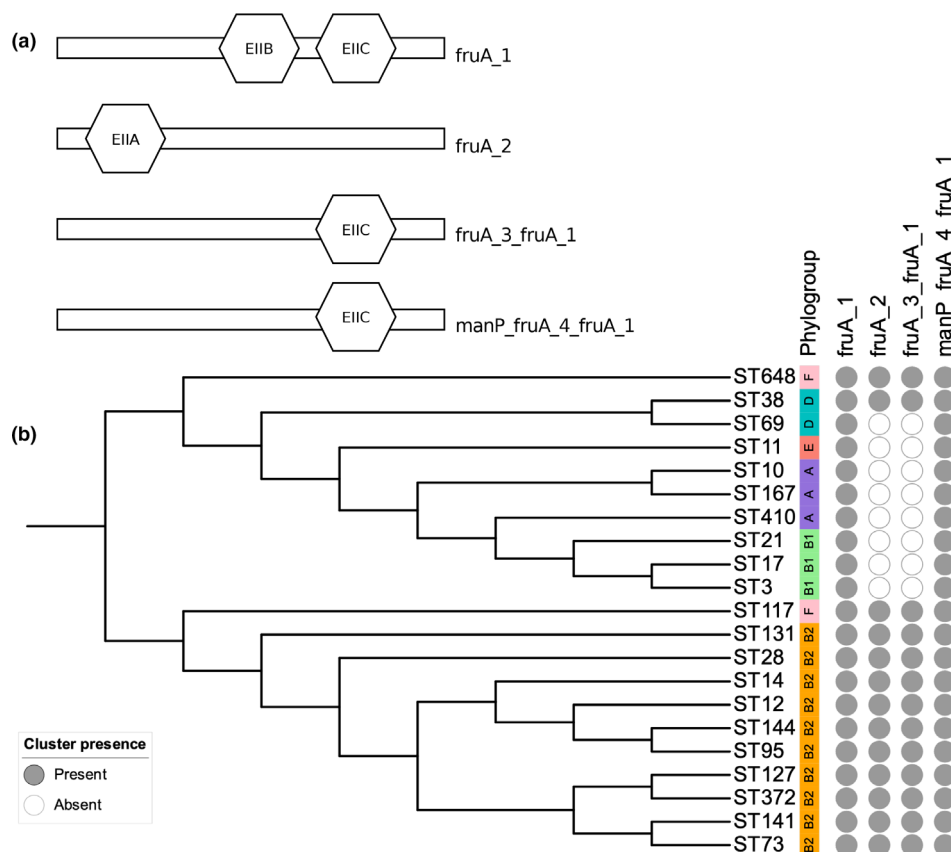 (a)
EIIB EIIC fruA_1
EIIA fruA_2
EIIC fruA_3_fruA_1
EIIC manP_fruA_4_fruA_1
Phylogroup fruA_1 fruA_2 fruA_3_fruA_1 manP_fruA_4_fruA_1
(b)
ST648 F
ST38 D
ST69 D
ST11 E
ST10 A
ST167 A
ST410 A
ST21 B1
ST17 B1
ST3 B1
ST117 F
ST131 B2
ST28 B2
ST14 B2
ST12 B2
ST144 B2
ST95 B2
ST127 B2
ST372 B2
ST141 B2
ST73 B2
Cluster presence
Present
Absent